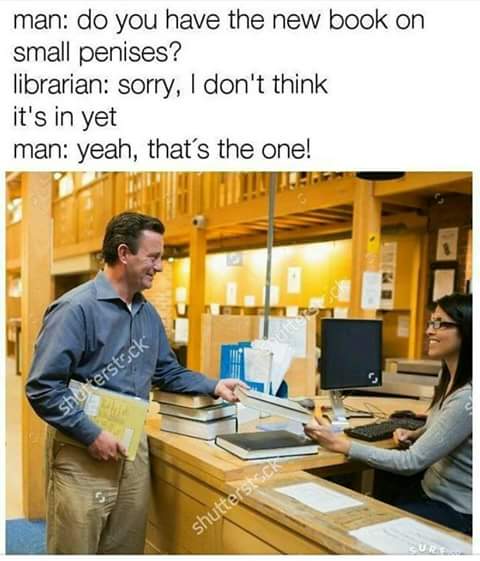 man: do you have the new book on
small penises?
librarian: sorry, I don't think
it's in yet
man: yeah, that´s the one!
shutterstock
shutterstock
shutterstock